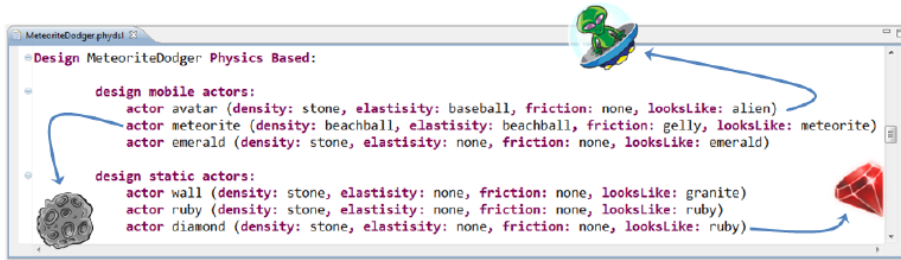 MeteoriteDodger.phydsl
Design MeteoriteDodger Physics Based:
design mobile actors:
actor avatar (density: stone, elastisity: baseball, friction: none, looksLike: alien)
actor meteorite (density: beachball, elastisity: beachball, friction: gelly, looksLike: meteorite)
actor emerald (density: stone, elastisity: none, friction: none, looksLike: emerald)
design static actors:
actor wall (density: stone, elastisity: none, friction: none, looksLike: granite)
actor ruby (density: stone, elastisity: none, friction: none, looksLike: ruby)
actor diamond (density: stone, elastisity: none, friction: none, looksLike: ruby)